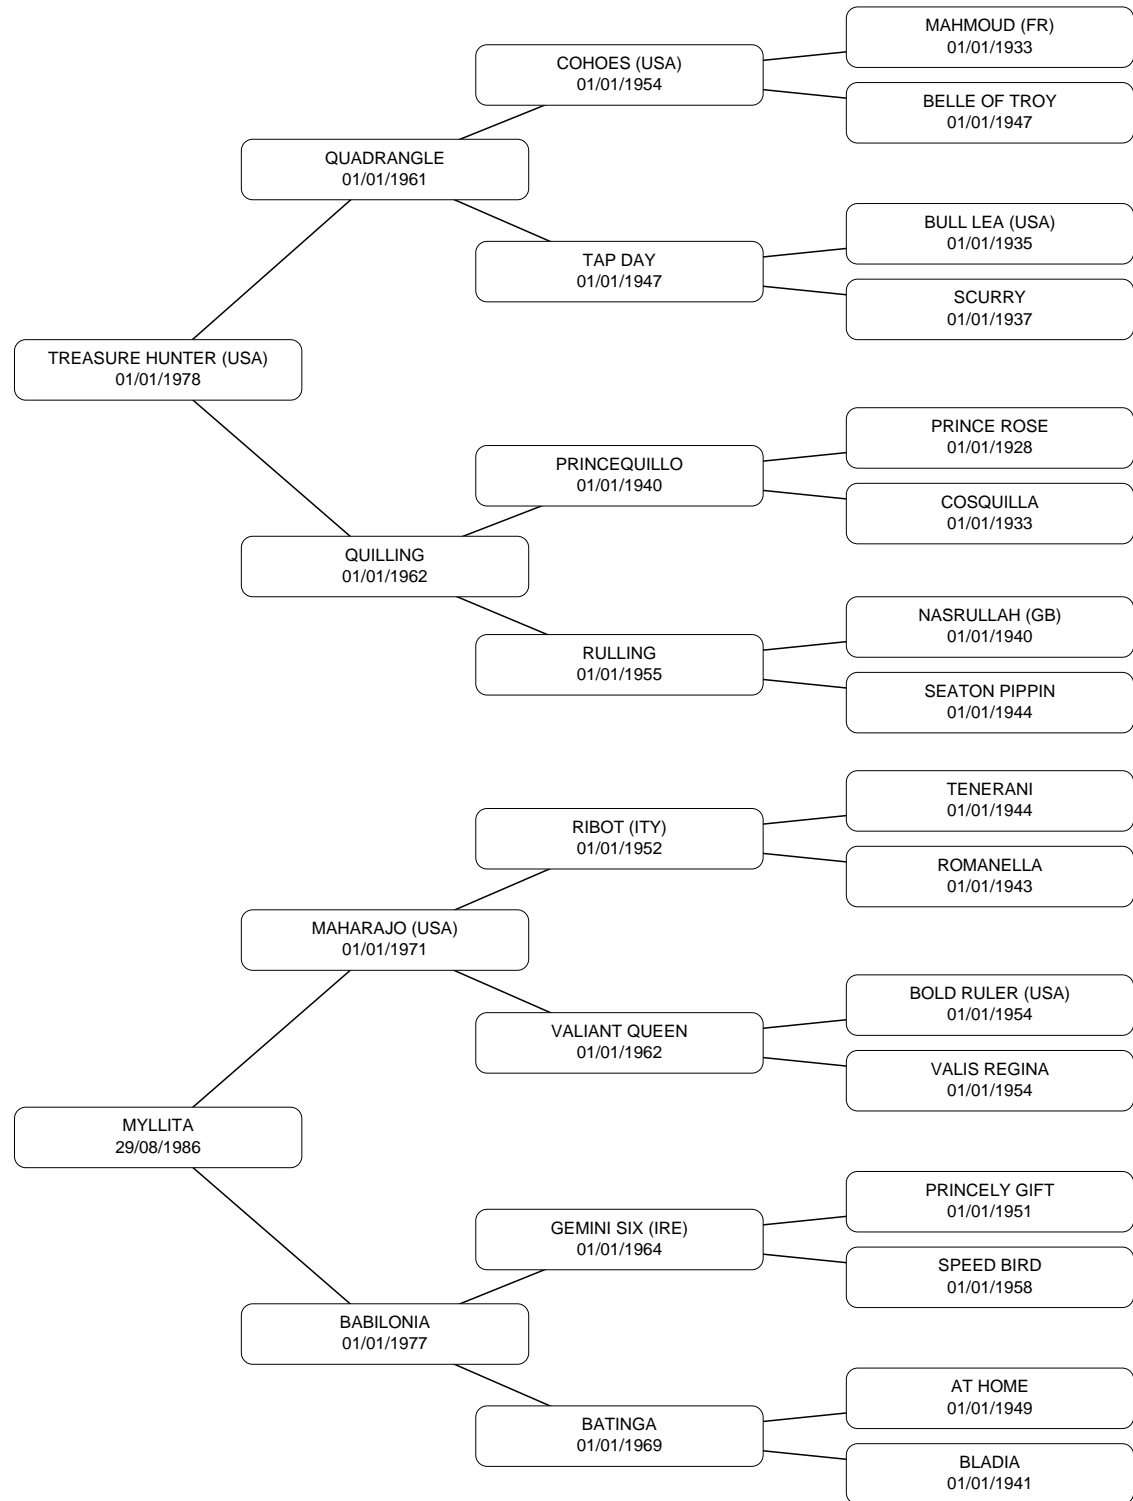 MAHMOUD (FR)
01/01/1933
COHOES (USA)
01/01/1954
BELLE OF TROY
01/01/1947
QUADRANGLE
01/01/1961
BULL LEA (USA)
01/01/1935
TAP DAY
01/01/1947
SCURRY
01/01/1937
TREASURE HUNTER (USA)
01/01/1978
PRINCE ROSE
01/01/1928
PRINCEQUILLO
01/01/1940
COSQUILLA
01/01/1933
QUILLING
01/01/1962
NASRULLAH (GB)
01/01/1940
RULLING
01/01/1955
SEATON PIPPIN
01/01/1944
TENERANI
01/01/1944
RIBOT (ITY)
01/01/1952
ROMANELLA
01/01/1943
MAHARAJO (USA)
01/01/1971
BOLD RULER (USA)
01/01/1954
VALIANT QUEEN
01/01/1962
VALIS REGINA
01/01/1954
MYLLITA
29/08/1986
PRINCELY GIFT
01/01/1951
GEMINI SIX (IRE)
01/01/1964
SPEED BIRD
01/01/1958
BABILONIA
01/01/1977
AT HOME
01/01/1949
BATINGA
01/01/1969
BLADIA
01/01/1941